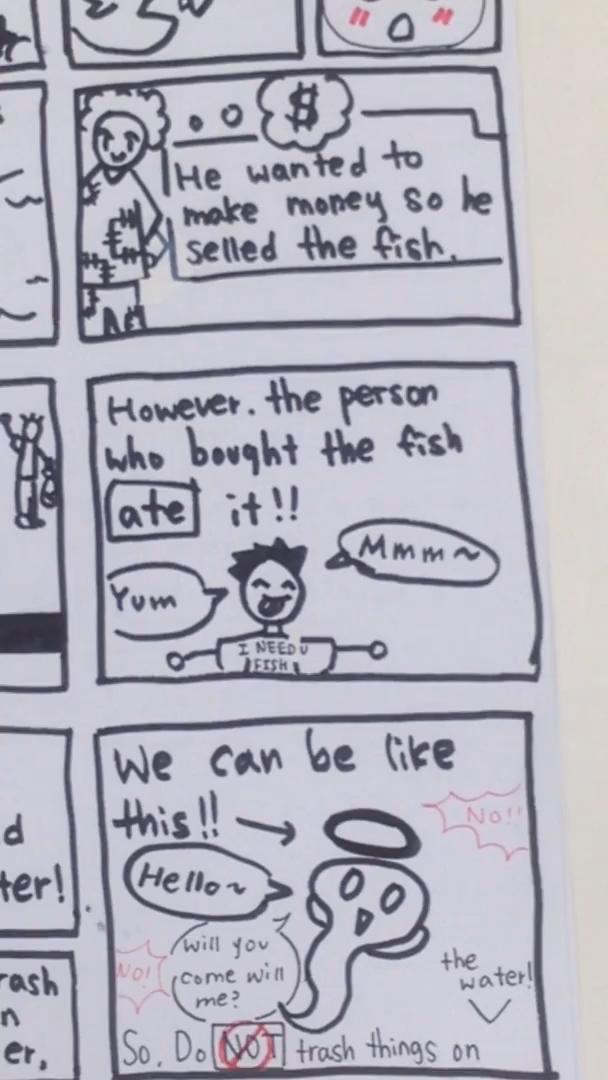 $
He wanted to
make money so he
selled the fish.
However. the person
who bought the fish
ate it!!
Mmm~
Yum
I NEED U
FISH
We can be like
this!!
No!!
Hello~
will you
come will
me?
NO!
the
water!
So, Do NOT trash things on
d
ter!
rash
n
er,